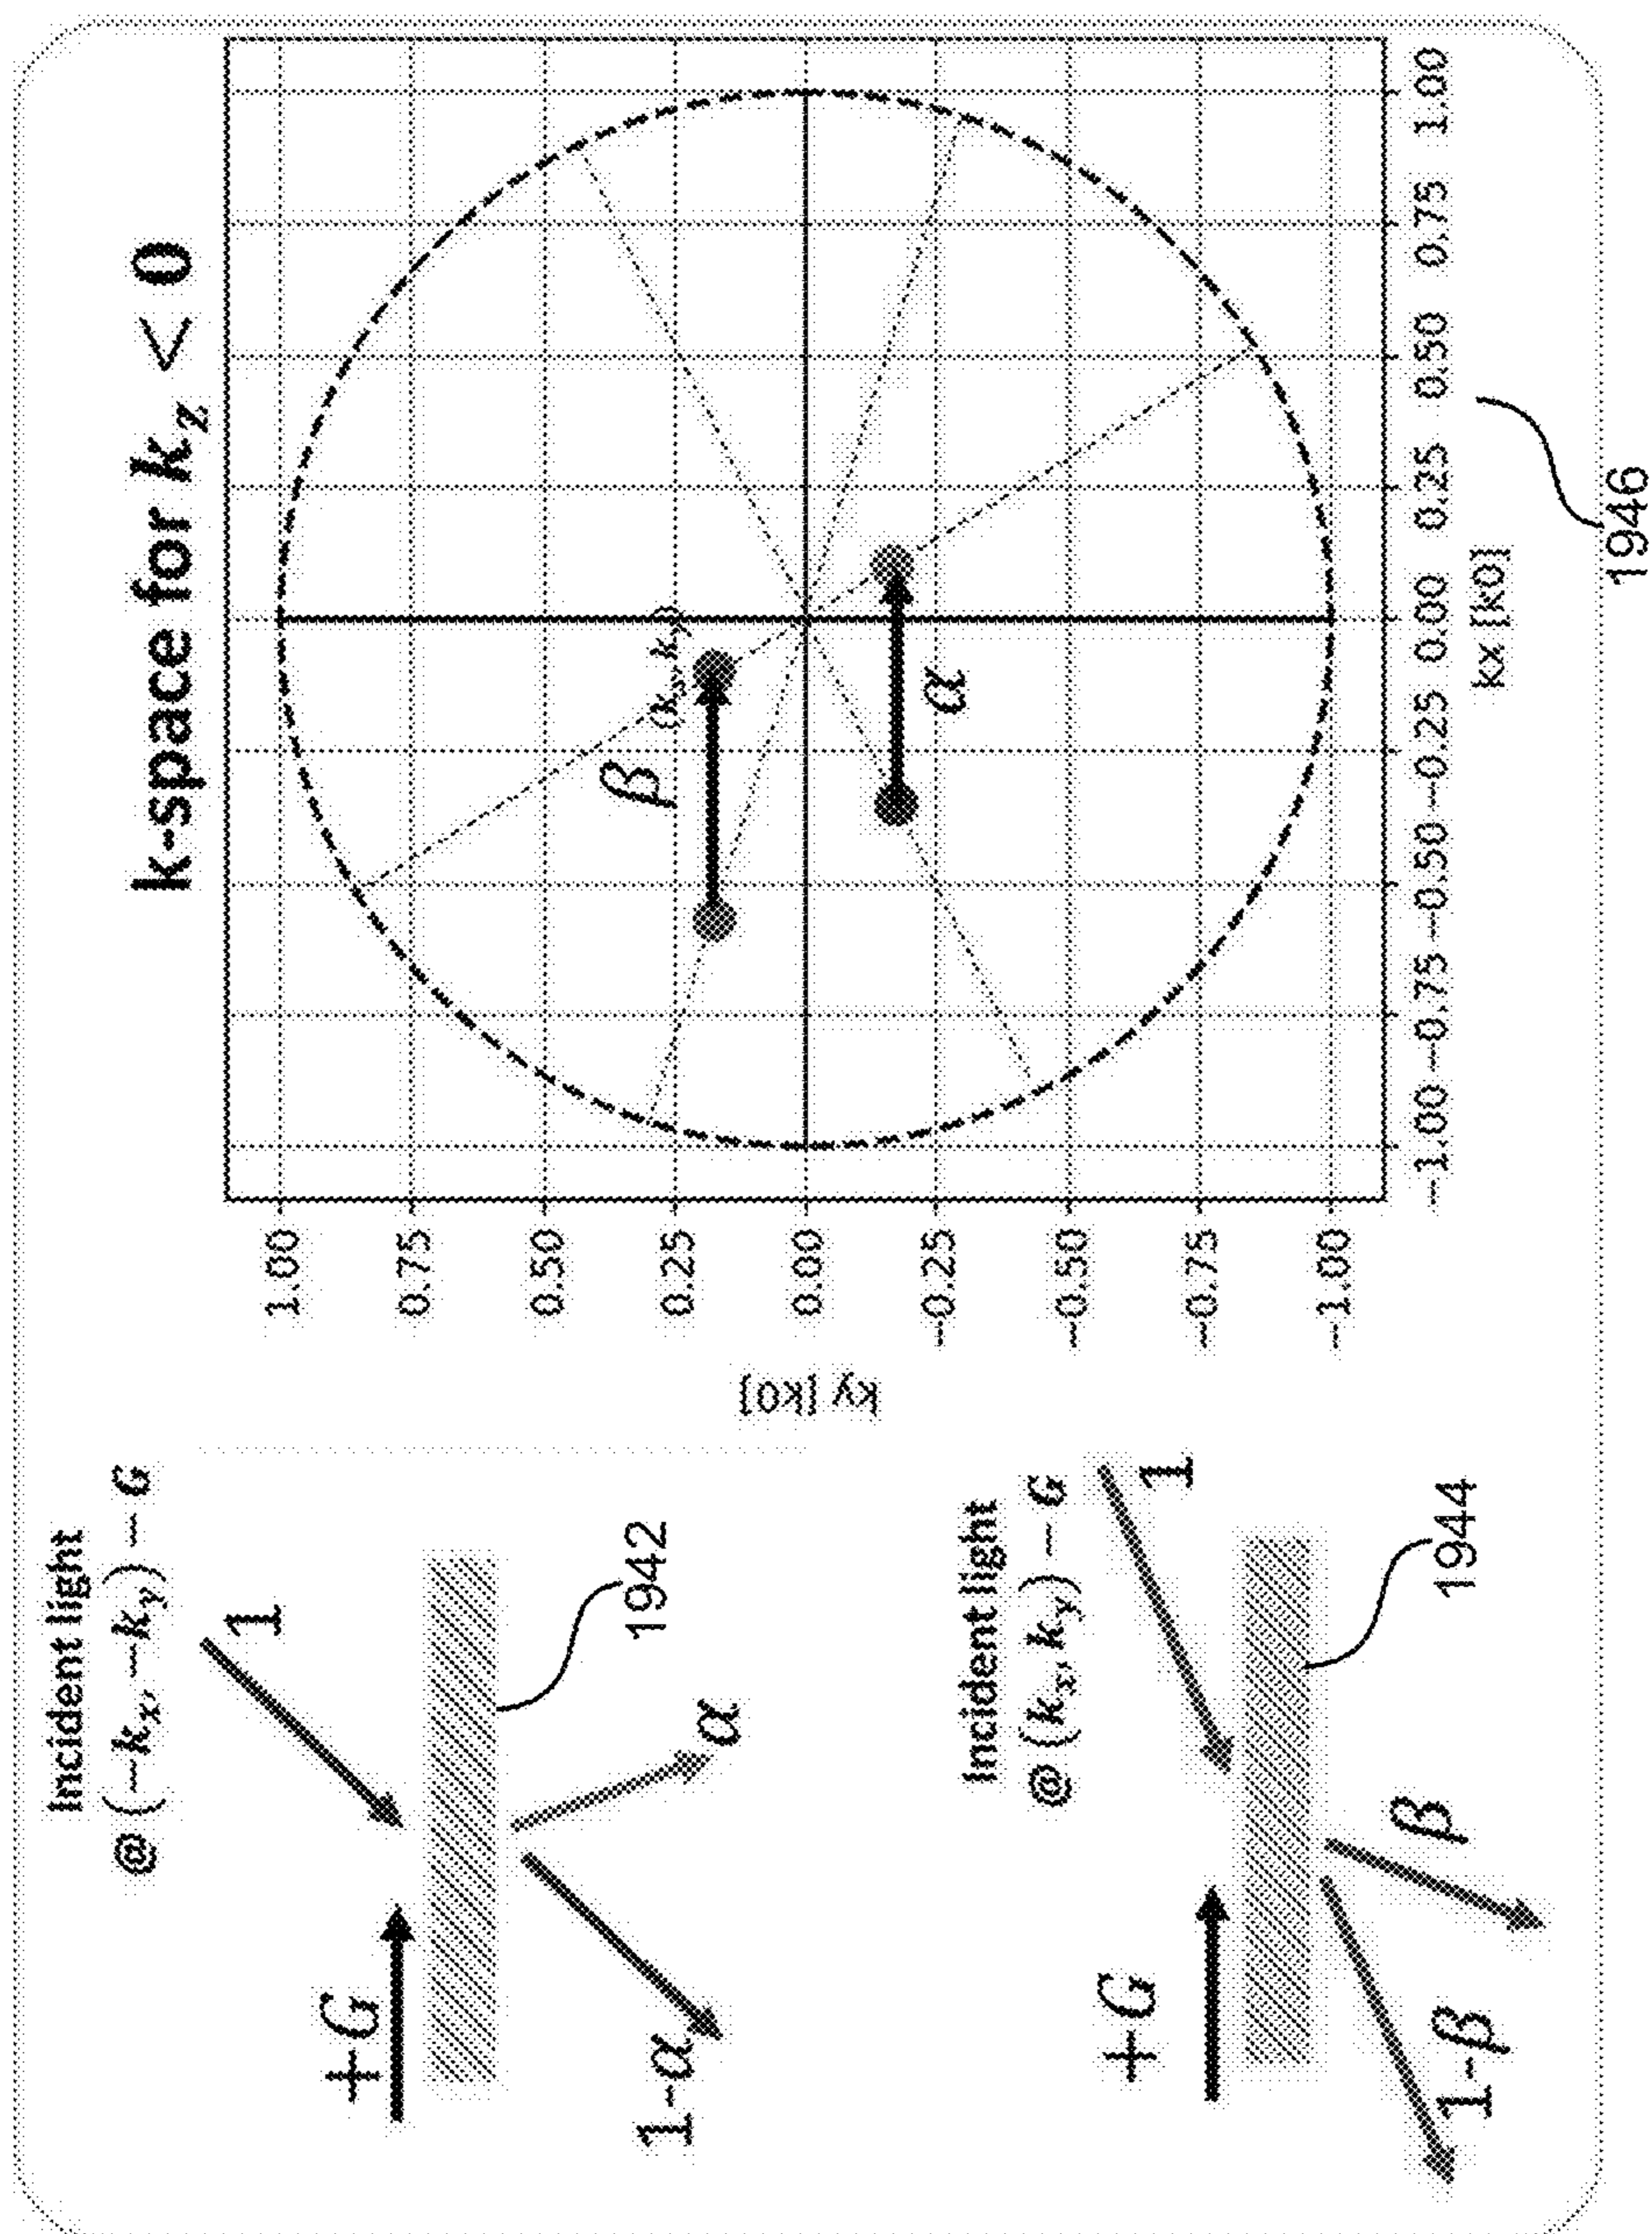 Incident light
@ (−kx, −ky) − G
1
+G
1942
1-α
α
Incident light
@ (kx, ky) − G
1
+G
1944
1-β
β
k-space for kz < 0
ky [k0]
1.00
0.75
0.50
0.25
0.00
−0.25
−0.50
−0.75
−1.00
β
(kx, ky)
α
−1.00 −0.75 −0.50 −0.25 0.00 0.25 0.50 0.75 1.00
kx [k0]
1946